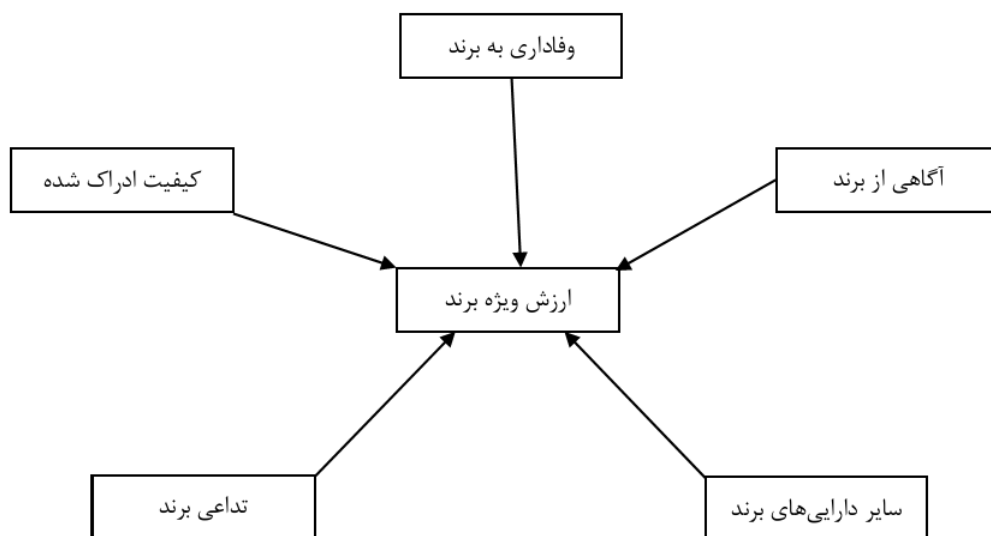 وفاداری به برند
آگاهی از برند
کیفیت ادراک شده
ارزش ویژه برند
سایر دارایی‌های برند
تداعی برند